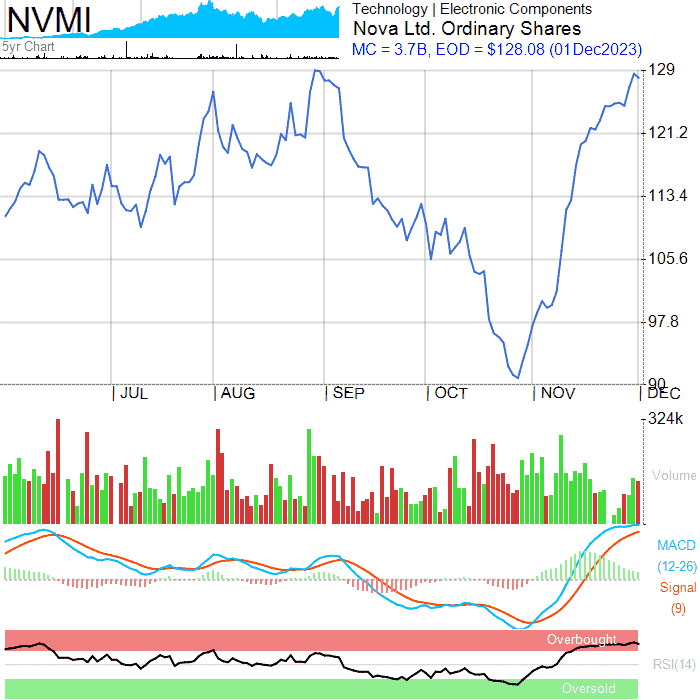 NVMI
5yr Chart
Technology | Electronic Components
Nova Ltd. Ordinary Shares
MC = 3.7B, EOD = $128.08 (01Dec2023)
129
121.2
113.4
105.6
97.8
90
| JUL | AUG | SEP | OCT | NOV | DEC
324k
Volume
MACD
(12-26)
Signal
(9)
Overbought
RSI(14)
Oversold